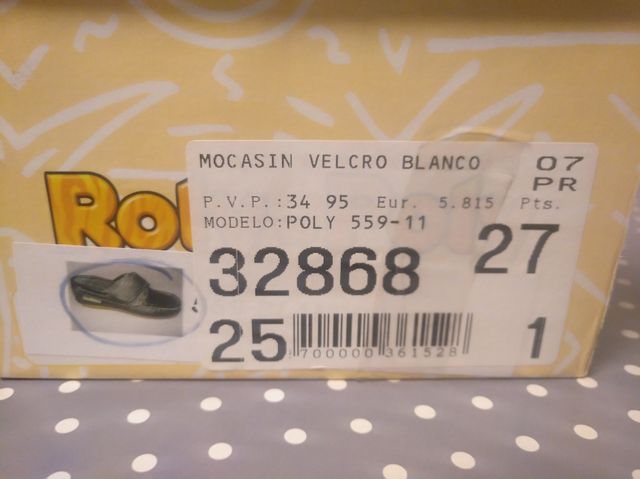 MOCASIN VELCRO BLANCO 07
PR
P.V.P.: 34 95 Eur. 5.815 Pts.
MODELO:POLY 559-11
32868 27
25 700000 361528 1